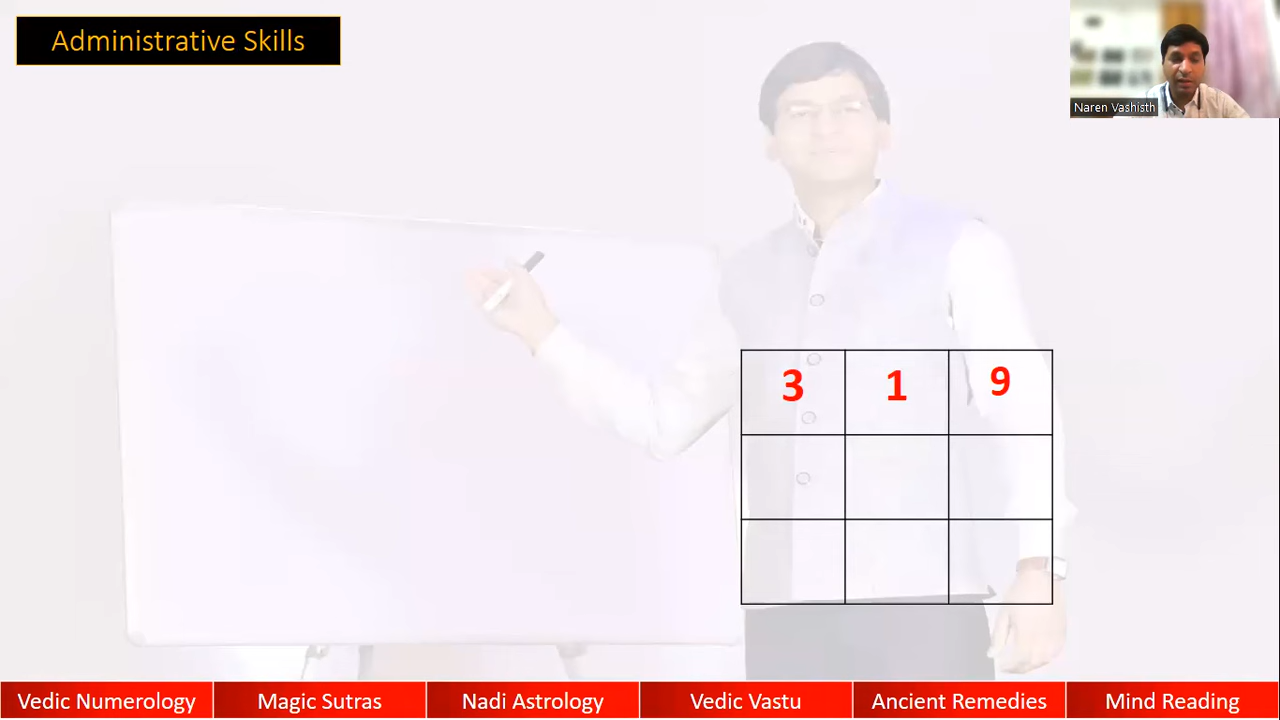 Administrative Skills
Naren Vashisth
3 1 9
Vedic Numerology Magic Sutras Nadi Astrology Vedic Vastu Ancient Remedies Mind Reading